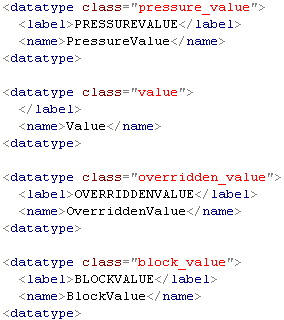 <datatype class="pressure_value">
<label>PRESSUREVALUE</label>
<name>PressureValue</name>
<datatype>
<datatype class="value">
</label>
<name>Value</name>
<datatype>
<datatype class="overridden_value">
<label>OVERRIDDENVALUE</label>
<name>OverriddenValue</name>
<datatype>
<datatype class="block_value">
<label>BLOCKVALUE</label>
<name>BlockValue</name>
<datatype>